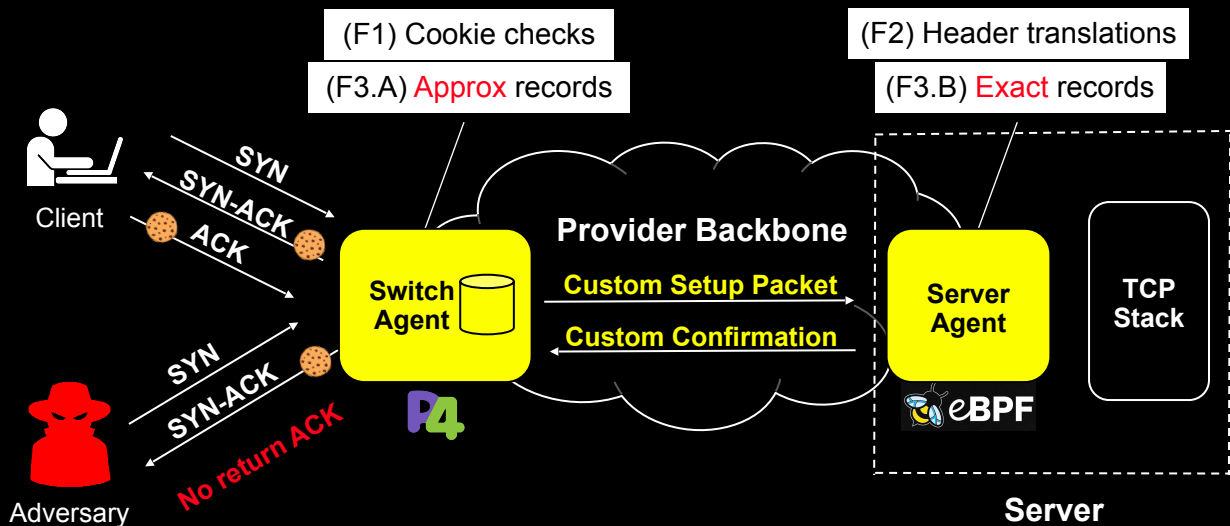 (F1) Cookie checks
(F3.A) Approx records
(F2) Header translations
(F3.B) Exact records
SYN
SYN-ACK
ACK
Client
Provider Backbone
Custom Setup Packet
Custom Confirmation
Switch
Agent
Server
Agent
TCP
Stack
SYN
SYN-ACK
No return ACK
P4
eBPF
Adversary
Server